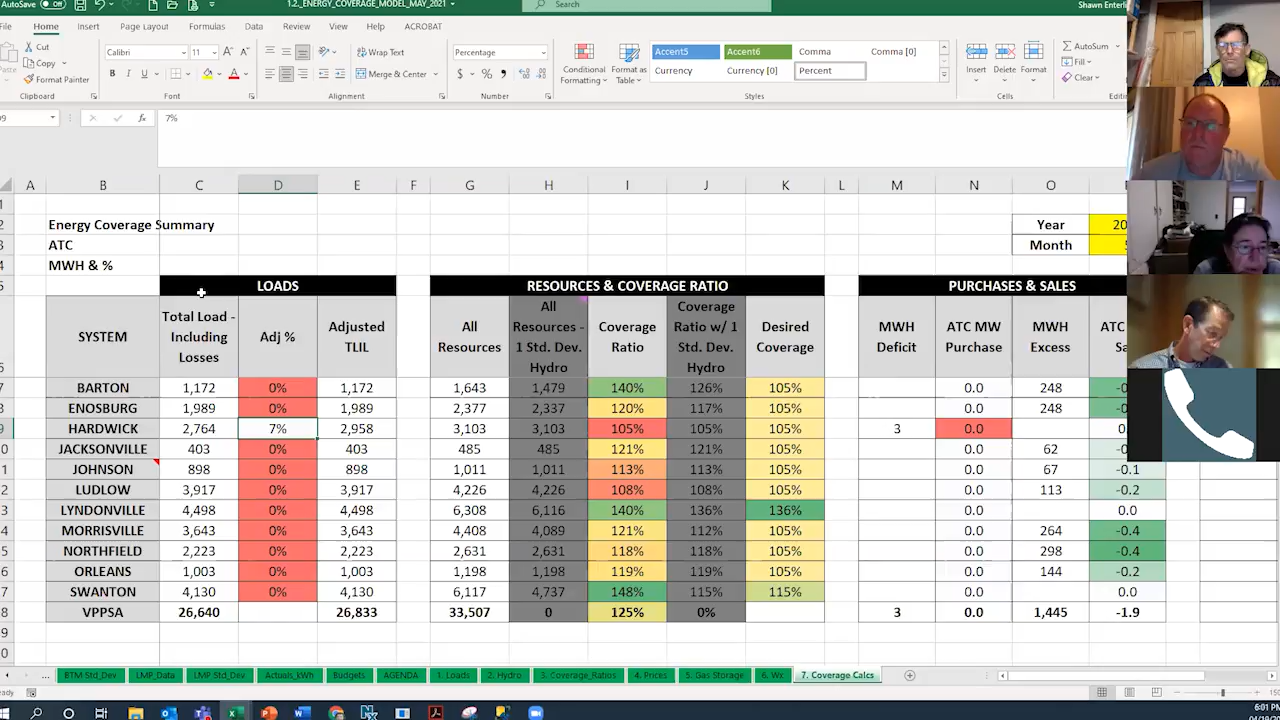 AutoSave Off 1.2_ENERGY_COVERAGE_MODEL_MAY_2021 Search Shawn Enterlin
File Home Insert Page Layout Formulas Data Review View Help ACROBAT
Cut
Copy
Format Painter
Clipboard
Calibri 11
B I U
Font
Wrap Text
Merge & Center
Alignment
Percentage
$ % 9
Number
Conditional Formatting
Format as Table
Accent5 Accent6 Comma Comma [0]
Currency Currency [0] Percent
Styles
Insert Delete Format
Cells
AutoSum
Fill
Clear
7%
A B C D E F G H I J K L M N O
Energy Coverage Summary Year 20
ATC Month 5
MWH & %
LOADS RESOURCES & COVERAGE RATIO PURCHASES & SALES
SYSTEM Total Load - Including Losses Adj % Adjusted TLIL All Resources All Resources - 1 Std. Dev. Hydro Coverage Ratio Coverage Ratio w/ 1 Std. Dev. Hydro Desired Coverage MWH Deficit ATC MW Purchase MWH Excess ATC
BARTON 1,172 0% 1,172 1,643 1,479 140% 126% 105% 0.0 248
ENOSBURG 1,989 0% 1,989 2,377 2,337 120% 117% 105% 0.0 248
HARDWICK 2,764 7% 2,958 3,103 3,103 105% 105% 105% 3 0.0
JACKSONVILLE 403 0% 403 485 485 121% 121% 105% 0.0 62
JOHNSON 898 0% 898 1,011 1,011 113% 113% 105% 0.0 67 -0.1
LUDLOW 3,917 0% 3,917 4,226 4,226 108% 108% 105% 0.0 113 -0.2
LYNDONVILLE 4,498 0% 4,498 6,308 6,116 140% 136% 136% 0.0 0.0
MORRISVILLE 3,643 0% 3,643 4,408 4,089 121% 112% 105% 0.0 264 -0.4
NORTHFIELD 2,223 0% 2,223 2,631 2,631 118% 118% 105% 0.0 298 -0.4
ORLEANS 1,003 0% 1,003 1,198 1,198 119% 119% 105% 0.0 144 -0.2
SWANTON 4,130 0% 4,130 6,117 4,737 148% 115% 115% 0.0 0.0
VPPSA 26,640 26,833 33,507 0 125% 0% 3 0.0 1,445 -1.9
... BTM Std_Dev LMP_Data LMP Std_Dev Actuals_kWh Budgets AGENDA 1. Loads 2. Hydro 3. Coverage_Ratios 4. Prices 5. Gas Storage 6. Wx 7. Coverage Calcs
6:01 PM